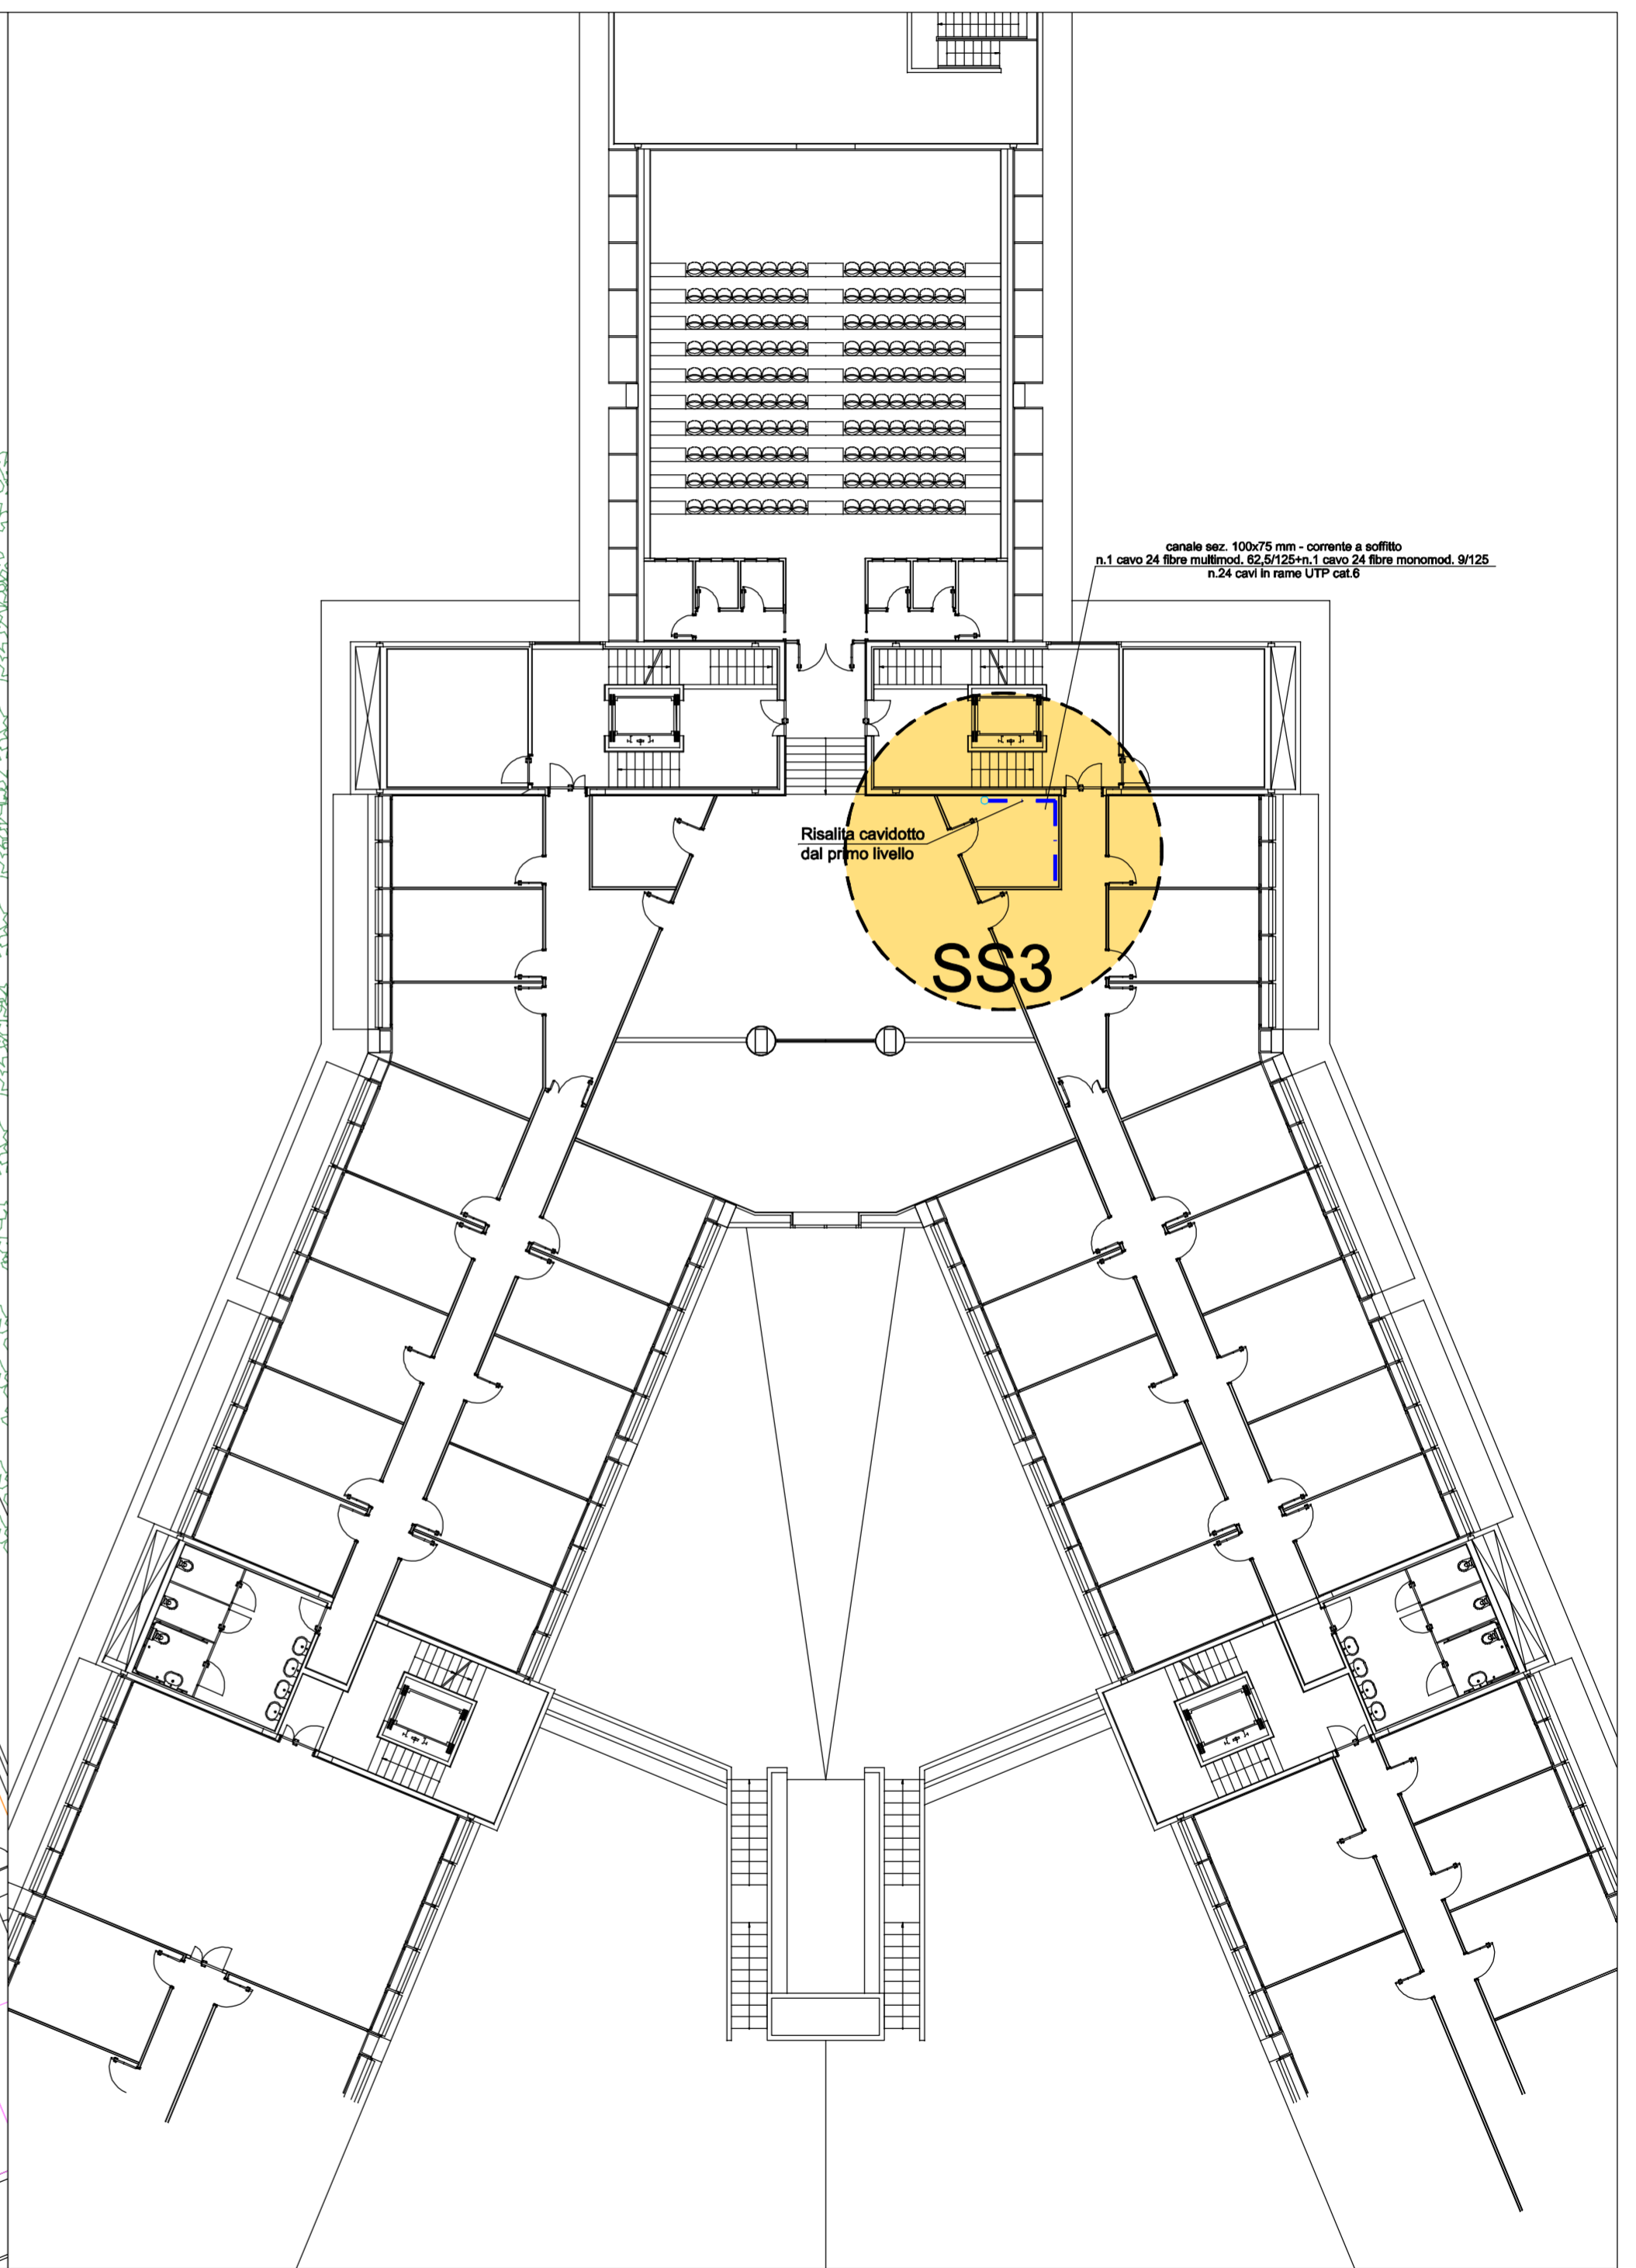 canale sez. 100x75 mm - corrente a soffitto
n.1 cavo 24 fibre multimod. 62,5/125+n.1 cavo 24 fibre monomod. 9/125
n.24 cavi in rame UTP cat.6
Risalita cavidotto
dal primo livello
SS3